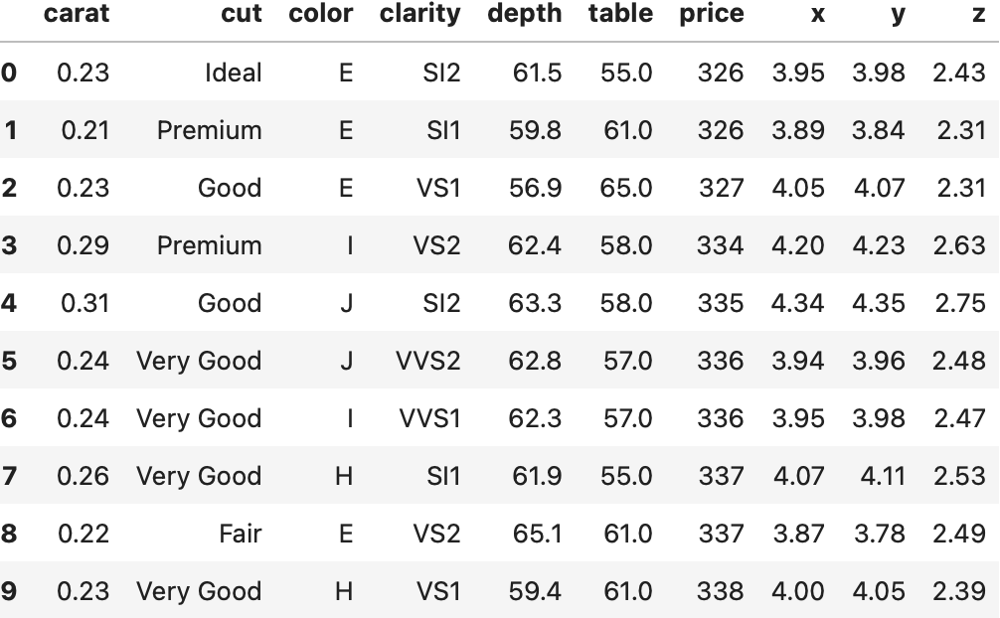 carat cut color clarity depth table price x y z
0 0.23 Ideal E SI2 61.5 55.0 326 3.95 3.98 2.43
1 0.21 Premium E SI1 59.8 61.0 326 3.89 3.84 2.31
2 0.23 Good E VS1 56.9 65.0 327 4.05 4.07 2.31
3 0.29 Premium I VS2 62.4 58.0 334 4.20 4.23 2.63
4 0.31 Good J SI2 63.3 58.0 335 4.34 4.35 2.75
5 0.24 Very Good J VVS2 62.8 57.0 336 3.94 3.96 2.48
6 0.24 Very Good I VVS1 62.3 57.0 336 3.95 3.98 2.47
7 0.26 Very Good H SI1 61.9 55.0 337 4.07 4.11 2.53
8 0.22 Fair E VS2 65.1 61.0 337 3.87 3.78 2.49
9 0.23 Very Good H VS1 59.4 61.0 338 4.00 4.05 2.39